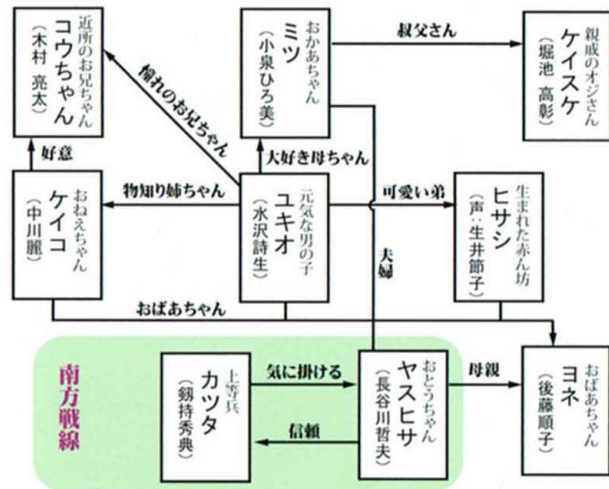 近所のお兄ちゃん
コウちゃん
(木村 亮太)
おかあちゃん
ミツ
(小泉ひろ美)
叔父さん
親戚のオジさん
ケイスケ
(堀池 高彰)
憧れのお兄ちゃん
好意
大好き母ちゃん
おねえちゃん
ケイコ
(中川麗)
物知り姉ちゃん
元気な男の子
ユキオ
(水沢詩生)
可愛い弟
生まれた赤ん坊
ヒサシ
(声:生井節子)
夫婦
おばあちゃん
南方戦線
上等兵
カツタ
(剱持秀典)
気に掛ける
信頼
おとうちゃん
ヤスヒサ
(長谷川哲夫)
母親
おばあちゃん
ヨネ
(後藤順子)